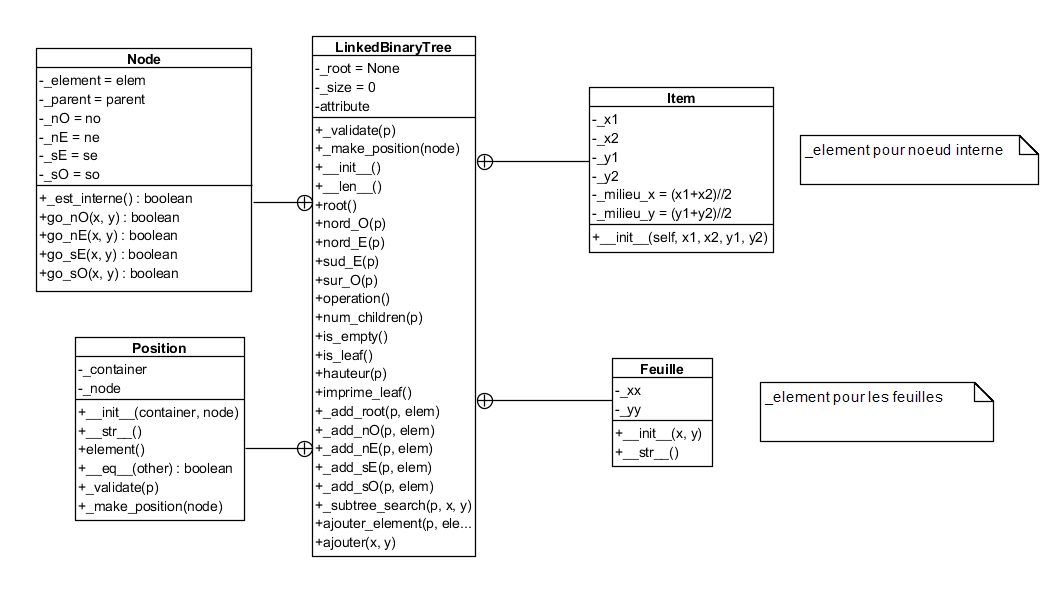 Node
-_element = elem
-_parent = parent
-_nO = no
-_nE = ne
-_sE = se
-_sO = so
+_est_interne() : boolean
+go_nO(x, y) : boolean
+go_nE(x, y) : boolean
+go_sE(x, y) : boolean
+go_sO(x, y) : boolean
Position
-_container
-_node
+__init__(container, node)
+__str__()
+element()
+__eq__(other) : boolean
+_validate(p)
+_make_position(node)
LinkedBinaryTree
-_root = None
-_size = 0
-attribute
+_validate(p)
+_make_position(node)
+__init__()
+__len__()
+root()
+nord_O(p)
+nord_E(p)
+sud_E(p)
+sur_O(p)
+operation()
+num_children(p)
+is_empty()
+is_leaf()
+hauteur(p)
+imprime_leaf()
+_add_root(p, elem)
+_add_nO(p, elem)
+_add_nE(p, elem)
+_add_sE(p, elem)
+_add_sO(p, elem)
+_subtree_search(p, x, y)
+ajouter_element(p, ele...
+ajouter(x, y)
Item
-_x1
-_x2
-_y1
-_y2
-_milieu_x = (x1+x2)//2
-_milieu_y = (y1+y2)//2
+__init__(self, x1, x2, y1, y2)
_element pour noeud interne
Feuille
-_xx
-_yy
+__init__(x, y)
+__str__()
_element pour les feuilles